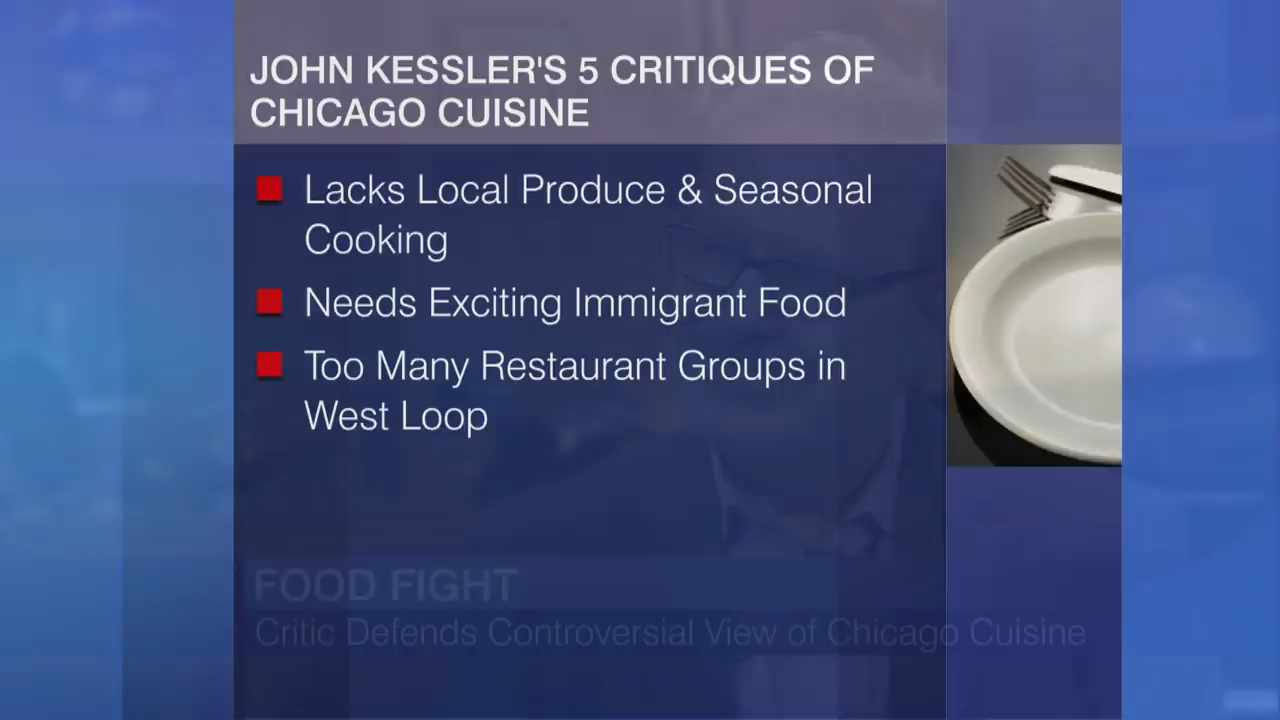 JOHN KESSLER'S 5 CRITIQUES OF
CHICAGO CUISINE
Lacks Local Produce & Seasonal
Cooking
Needs Exciting Immigrant Food
Too Many Restaurant Groups in
West Loop
FOOD FIGHT
Critic Defends Controversial View of Chicago Cuisine